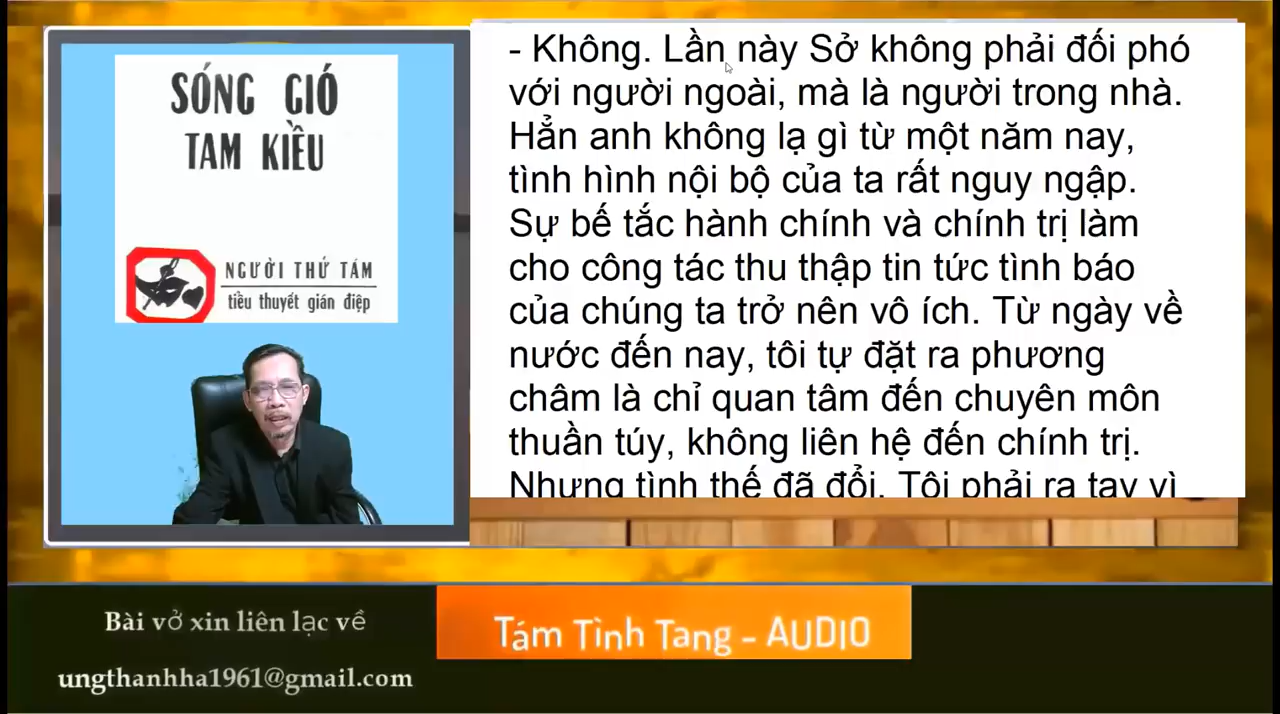 SÓNG GIÓ
TAM KIỀU
NGƯỜI THỨ TÁM
tiểu thuyết gián điệp
- Không. Lần này Sở không phải đối phó
với người ngoài, mà là người trong nhà.
Hẳn anh không lạ gì từ một năm nay,
tình hình nội bộ của ta rất nguy ngập.
Sự bế tắc hành chính và chính trị làm
cho công tác thu thập tin tức tình báo
của chúng ta trở nên vô ích. Từ ngày về
nước đến nay, tôi tự đặt ra phương
châm là chỉ quan tâm đến chuyên môn
thuần túy, không liên hệ đến chính trị.
Nhưng tình thế đã đổi. Tôi phải ra tay vì
Bài vở xin liên lạc về
ungthanhha1961@gmail.com
Tám Tình Tang - AUDIO